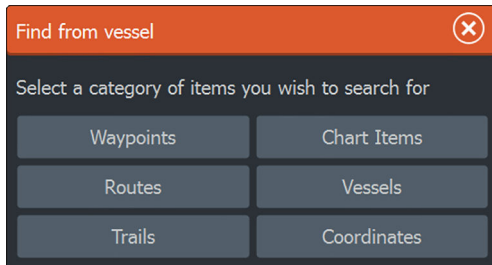 Find from vessel
Select a category of items you wish to search for
Waypoints
Chart Items
Routes
Vessels
Trails
Coordinates